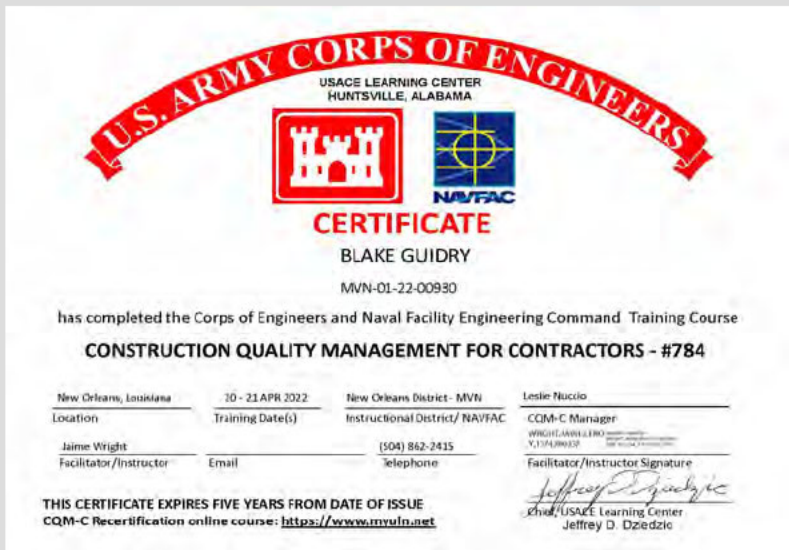 U.S. ARMY CORPS OF ENGINEERS
USACE LEARNING CENTER
HUNTSVILLE, ALABAMA
NAVFAC
CERTIFICATE
BLAKE GUIDRY
MVN-01-22-00930
has completed the Corps of Engineers and Naval Facility Engineering Command Training Course
CONSTRUCTION QUALITY MANAGEMENT FOR CONTRACTORS - #784
New Orleans, Louisiana 20 - 21 APR 2022 New Orleans District - MVN Leslie Nuccio
Location Training Date(s) Instructional District/ NAVFAC CQM-C Manager
Jaime Wright (504) 862-2415
Facilitator/Instructor Email Telephone Facilitator/Instructor Signature
Jeffrey D Dziedzic
THIS CERTIFICATE EXPIRES FIVE YEARS FROM DATE OF ISSUE Chief, USACE Learning Center
CQM-C Recertification online course: https://www.myuln.net Jeffrey D. Dziedzic